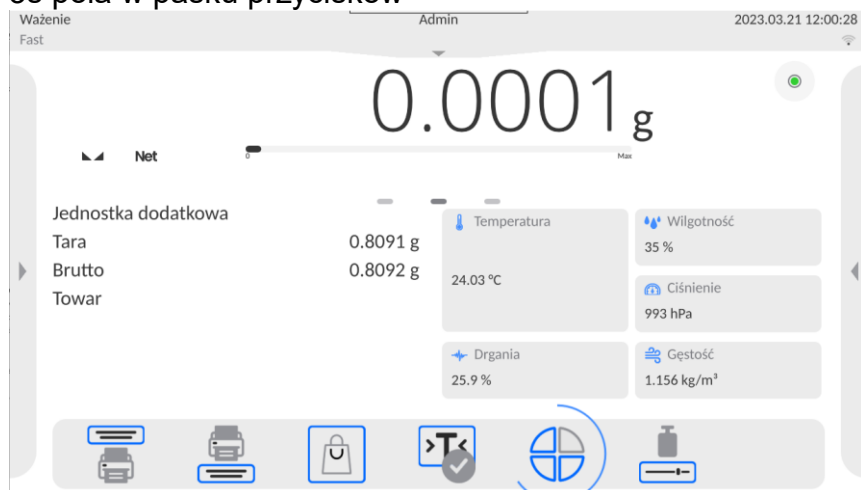 Ważenie Admin 2023.03.21 12:00:28
Fast
0.0001 g
Net 0 Max
Jednostka dodatkowa
Tara 0.8091 g
Brutto 0.8092 g
Towar
Temperatura
24.03 °C
Wilgotność
35 %
Ciśnienie
993 hPa
Drgania
25.9 %
Gęstość
1.156 kg/m³
>T<